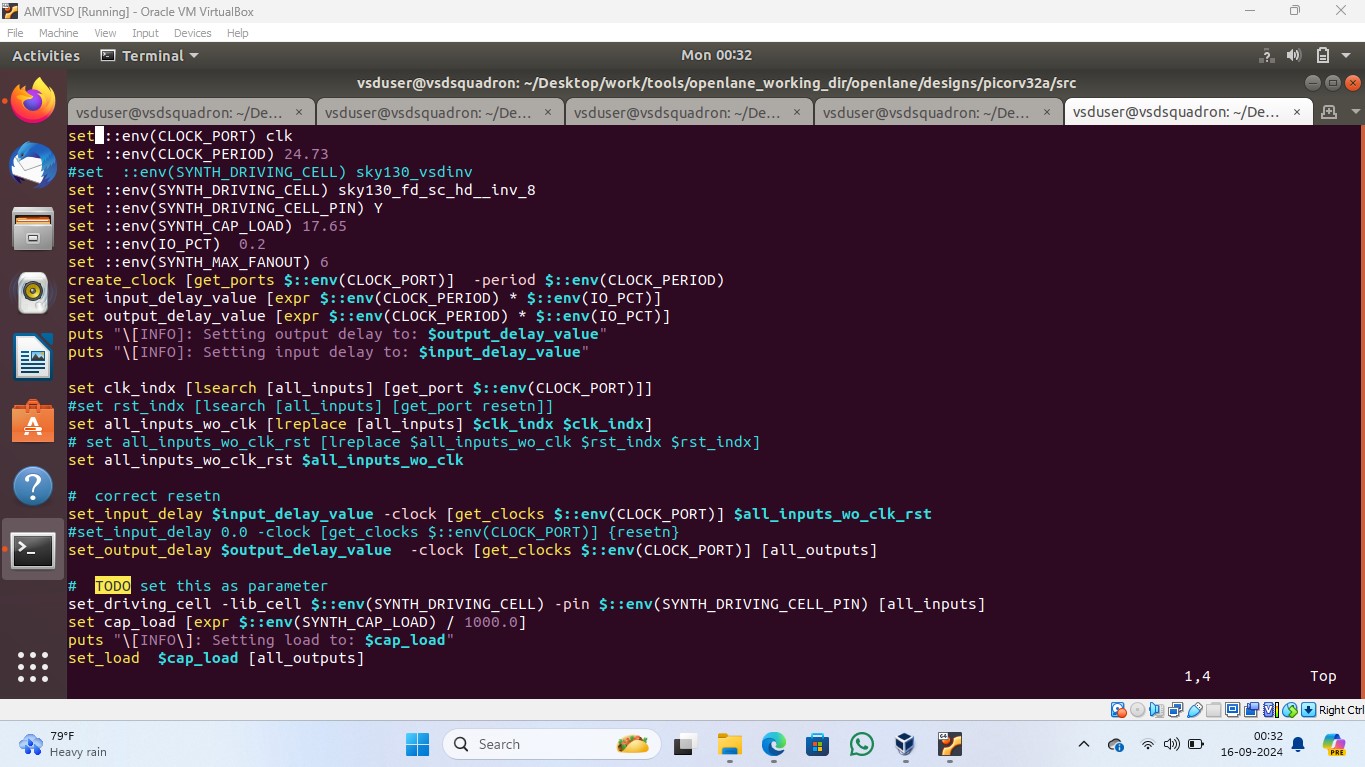 AMITVSD [Running] - Oracle VM VirtualBox
File Machine View Input Devices Help
Activities Terminal Mon 00:32
vsduser@vsdsquadron: ~/Desktop/work/tools/openlane_working_dir/openlane/designs/picorv32a/src
vsduser@vsdsquadron: ~/De... × vsduser@vsdsquadron: ~/De... × vsduser@vsdsquadron: ~/De... × vsduser@vsdsquadron: ~/De... × vsduser@vsdsquadron: ~/De... ×
set ::env(CLOCK_PORT) clk
set ::env(CLOCK_PERIOD) 24.73
#set  ::env(SYNTH_DRIVING_CELL) sky130_vsdinv
set ::env(SYNTH_DRIVING_CELL) sky130_fd_sc_hd__inv_8
set ::env(SYNTH_DRIVING_CELL_PIN) Y
set ::env(SYNTH_CAP_LOAD) 17.65
set ::env(IO_PCT)  0.2
set ::env(SYNTH_MAX_FANOUT) 6
create_clock [get_ports $::env(CLOCK_PORT)]  -period $::env(CLOCK_PERIOD)
set input_delay_value [expr $::env(CLOCK_PERIOD) * $::env(IO_PCT)]
set output_delay_value [expr $::env(CLOCK_PERIOD) * $::env(IO_PCT)]
puts "\[INFO]: Setting output delay to: $output_delay_value"
puts "\[INFO]: Setting input delay to: $input_delay_value"
set clk_indx [lsearch [all_inputs] [get_port $::env(CLOCK_PORT)]]
#set rst_indx [lsearch [all_inputs] [get_port resetn]]
set all_inputs_wo_clk [lreplace [all_inputs] $clk_indx $clk_indx]
# set all_inputs_wo_clk_rst [lreplace $all_inputs_wo_clk $rst_indx $rst_indx]
set all_inputs_wo_clk_rst $all_inputs_wo_clk
#  correct resetn
set_input_delay $input_delay_value -clock [get_clocks $::env(CLOCK_PORT)] $all_inputs_wo_clk_rst
#set_input_delay 0.0 -clock [get_clocks $::env(CLOCK_PORT)] {resetn}
set_output_delay $output_delay_value  -clock [get_clocks $::env(CLOCK_PORT)] [all_outputs]
#  TODO set this as parameter
set_driving_cell -lib_cell $::env(SYNTH_DRIVING_CELL) -pin $::env(SYNTH_DRIVING_CELL_PIN) [all_inputs]
set cap_load [expr $::env(SYNTH_CAP_LOAD) / 1000.0]
puts "\[INFO\]: Setting load to: $cap_load"
set_load  $cap_load [all_outputs]
1,4 Top
Right Ctrl
79°F
Heavy rain
Search
00:32
16-09-2024
PRE